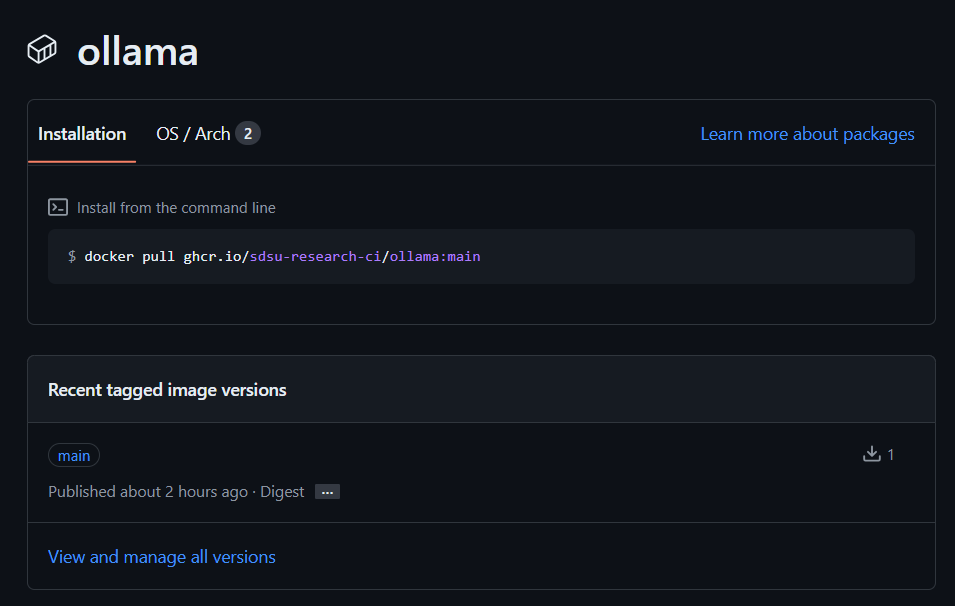 ollama
Installation OS / Arch 2 Learn more about packages
Install from the command line
$ docker pull ghcr.io/sdsu-research-ci/ollama:main
Recent tagged image versions
main 1
Published about 2 hours ago · Digest ...
View and manage all versions